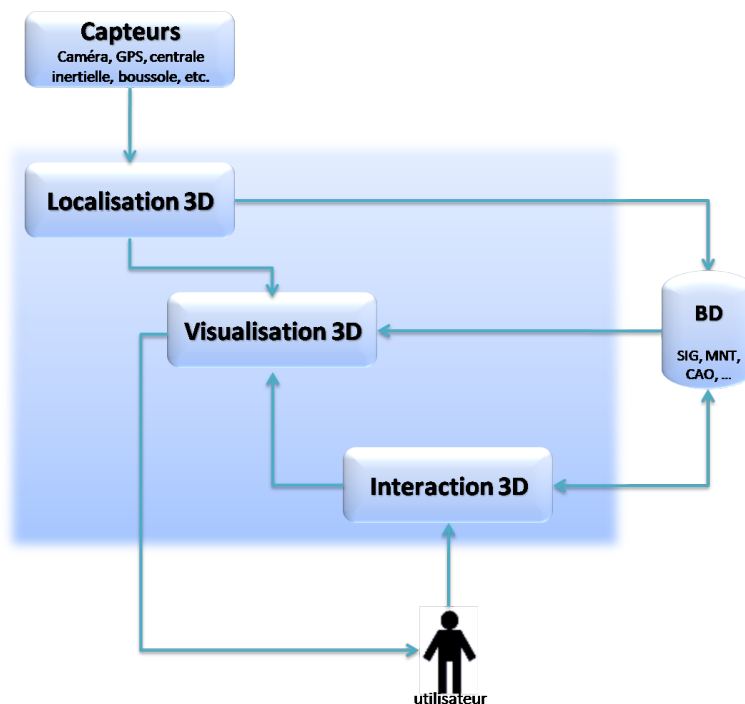 Capteurs
Caméra, GPS, centrale
inertielle, boussole, etc.
Localisation 3D
Visualisation 3D
BD
SIG, MNT,
CAO, ...
Interaction 3D
utilisateur